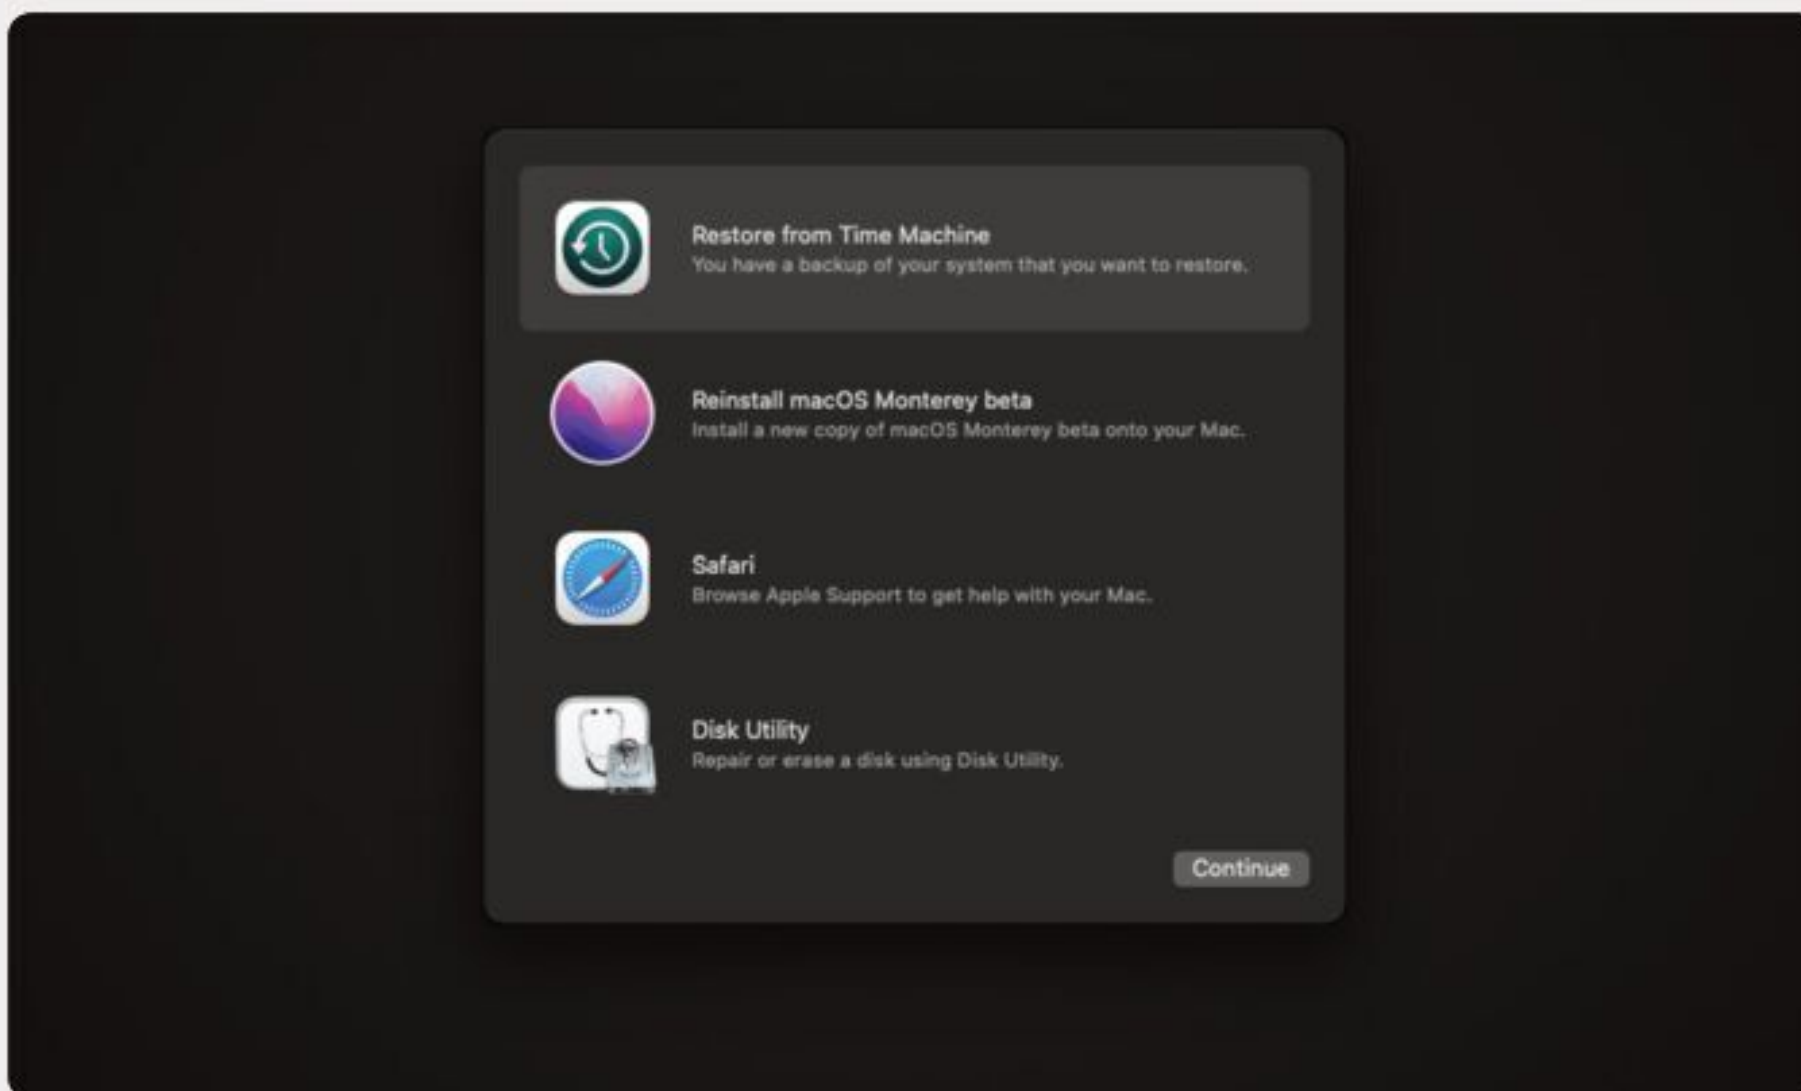 Restore from Time Machine
You have a backup of your system that you want to restore.
Reinstall macOS Monterey beta
Install a new copy of macOS Monterey beta onto your Mac.
Safari
Browse Apple Support to get help with your Mac.
Disk Utility
Repair or erase a disk using Disk Utility.
Continue